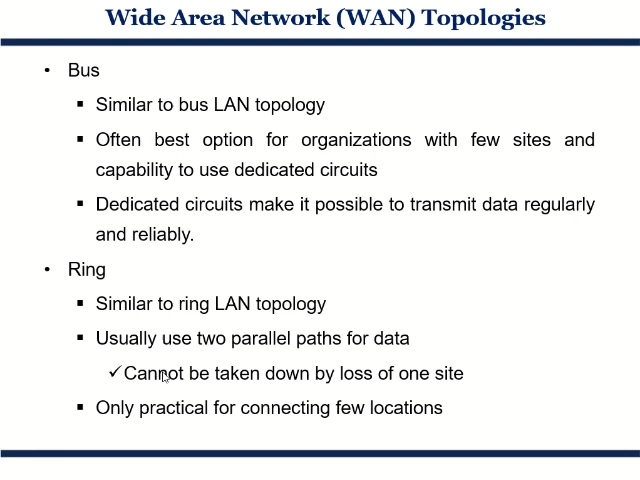 Wide Area Network (WAN) Topologies
• Bus
▪ Similar to bus LAN topology
▪ Often best option for organizations with few sites and
capability to use dedicated circuits
▪ Dedicated circuits make it possible to transmit data regularly
and reliably.
• Ring
▪ Similar to ring LAN topology
▪ Usually use two parallel paths for data
✓Cannot be taken down by loss of one site
▪ Only practical for connecting few locations